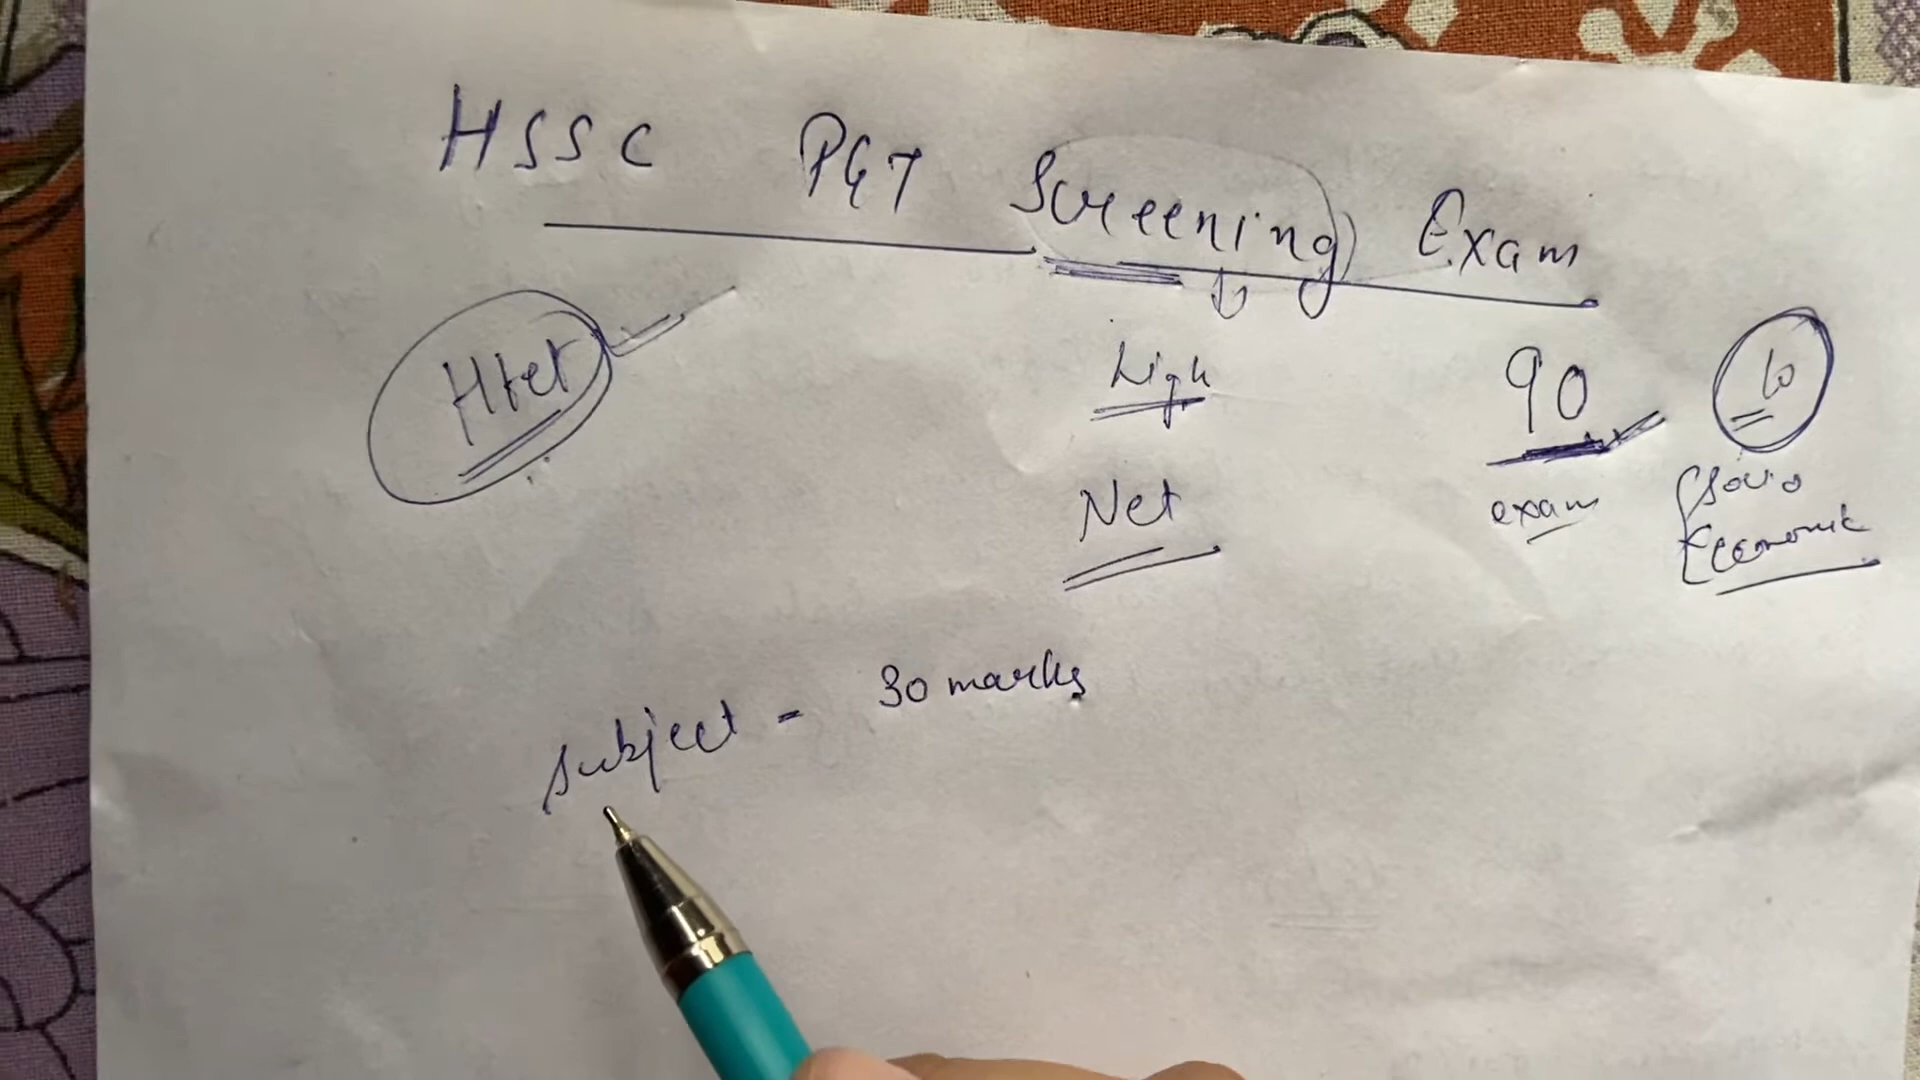 HSSC PGT Screening Exam
Htet
High
90
10
Net
exam
Socio
Economic
subject - 30 marks